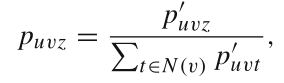 $p_{uvz} = \frac{p'_{uvz}}{\sum_{t \in N(v)} p'_{uvt}},$